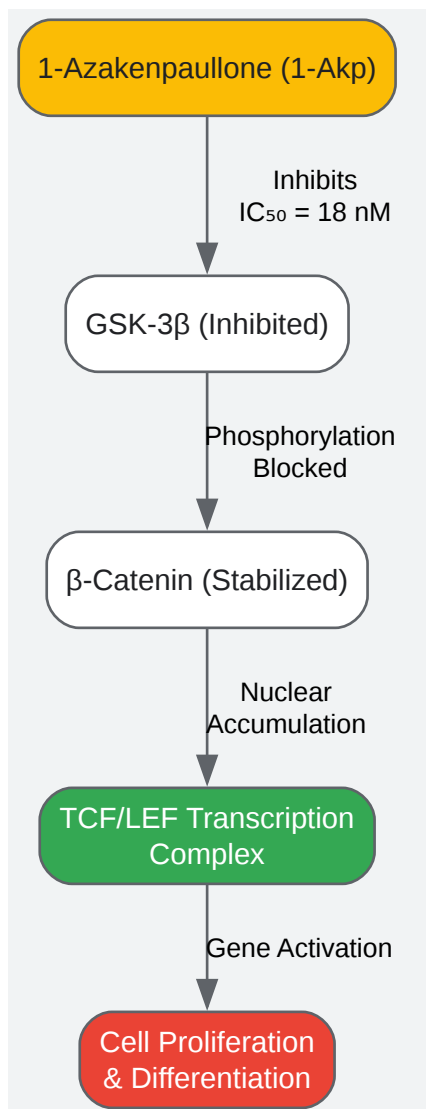 1-Azakenpaullone (1-Akp)
Inhibits
IC₅₀ = 18 nM
GSK-3β (Inhibited)
Phosphorylation
Blocked
β-Catenin (Stabilized)
Nuclear
Accumulation
TCF/LEF Transcription
Complex
Gene Activation
Cell Proliferation
& Differentiation